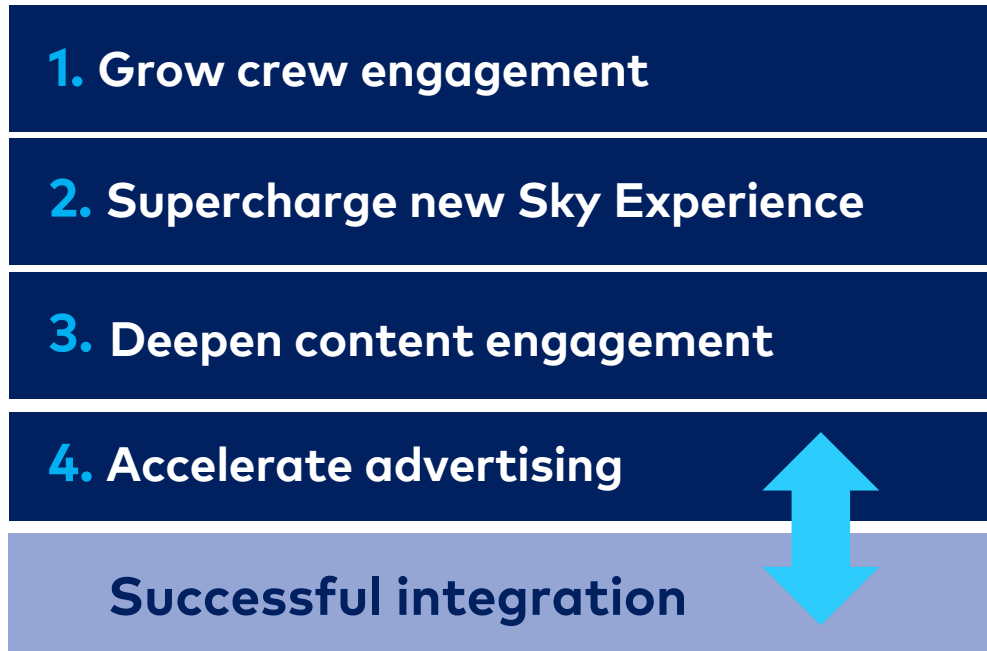 1. Grow crew engagement
2. Supercharge new Sky Experience
3. Deepen content engagement
4. Accelerate advertising
Successful integration